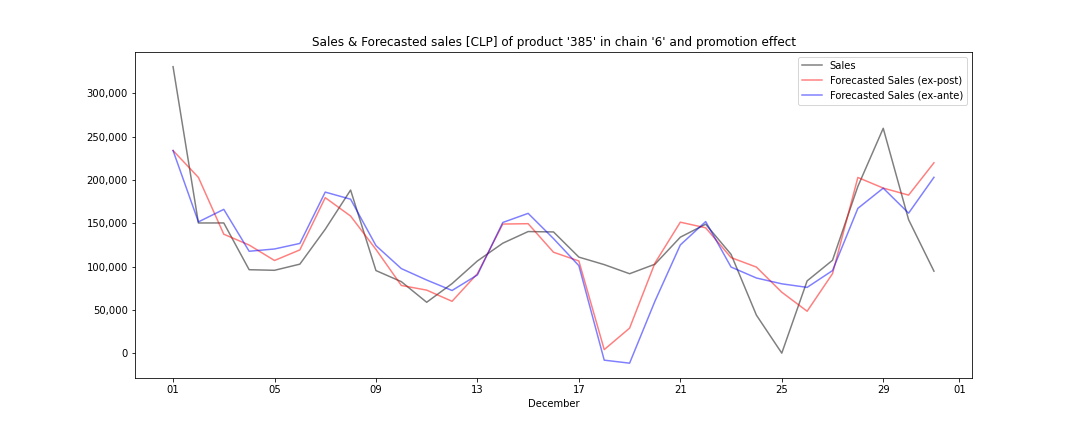 Sales & Forecasted sales [CLP] of product '385' in chain '6' and promotion effect
Sales
Forecasted Sales (ex-post)
Forecasted Sales (ex-ante)
300,000
250,000
200,000
150,000
100,000
50,000
0
01 05 09 13 17 21 25 29 01
December